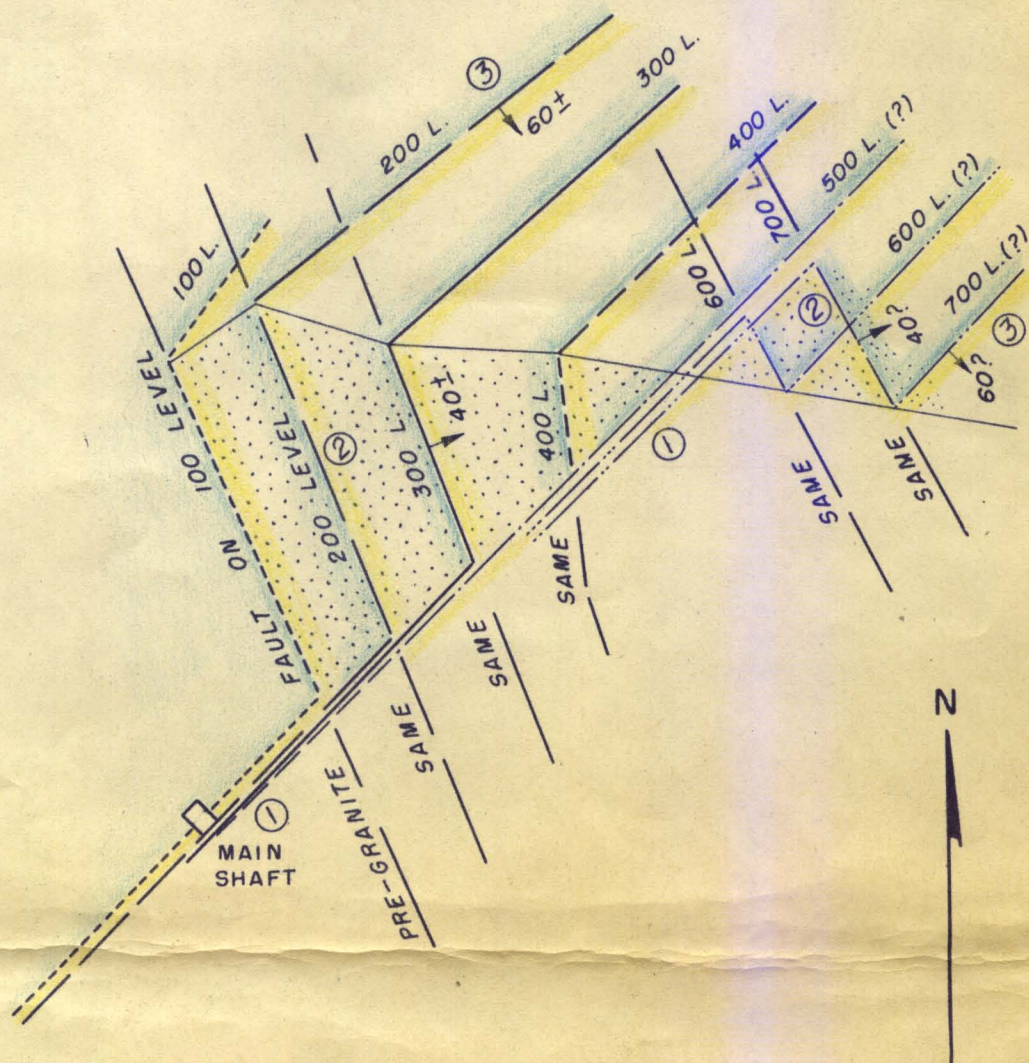 ③
200 L.
60±
300 L.
400 L.
700 L.
500 L. (?)
600 L. (?)
700 L. (?)
③
60?
600 L.
②
40?
100 L.
FAULT ON 100 LEVEL
200 LEVEL
②
300 L.
40±
400 L.
①
SAME
SAME
SAME
SAME
SAME
PRE-GRANITE
①
MAIN
SHAFT
N